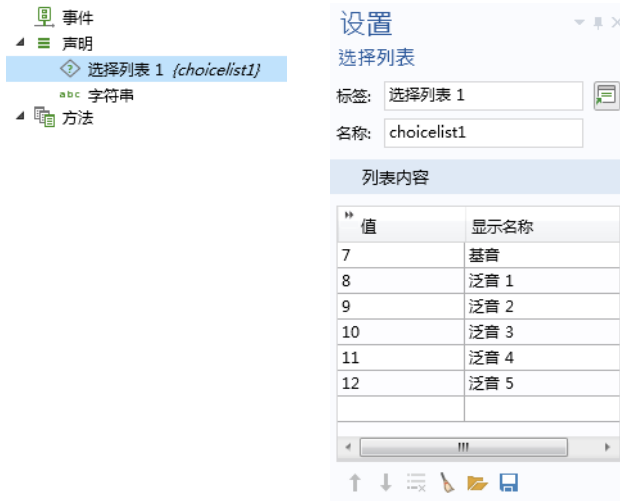 事件
声明
选择列表 1 {choicelist1}
abc 字符串
方法
设置
选择列表
标签: 选择列表 1
名称: choicelist1
列表内容
值 显示名称
7 基音
8 泛音 1
9 泛音 2
10 泛音 3
11 泛音 4
12 泛音 5